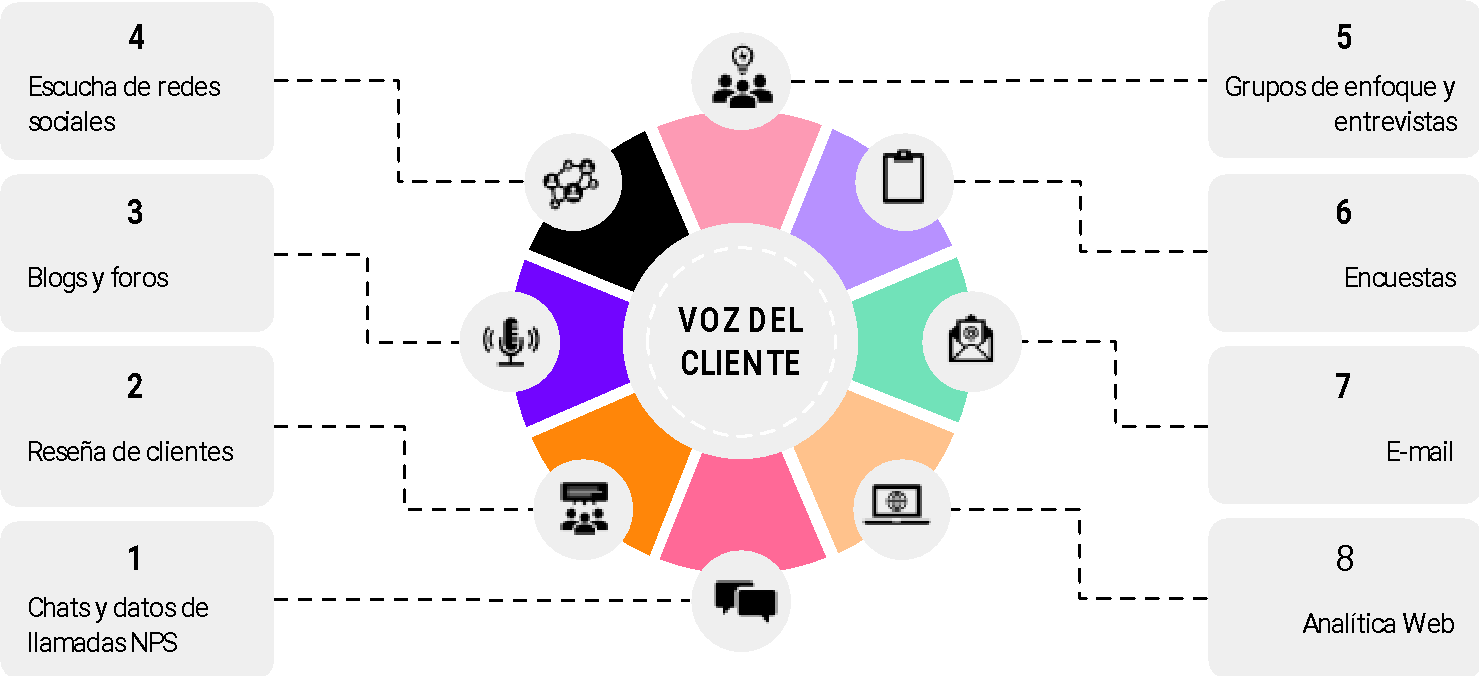 4
Escucha de redes
sociales
3
Blogs y foros
2
Reseña de clientes
1
Chats y datos de
llamadas NPS
VOZ DEL
CLIENTE
5
Grupos de enfoque y
entrevistas
6
Encuestas
7
E-mail
8
Analítica Web